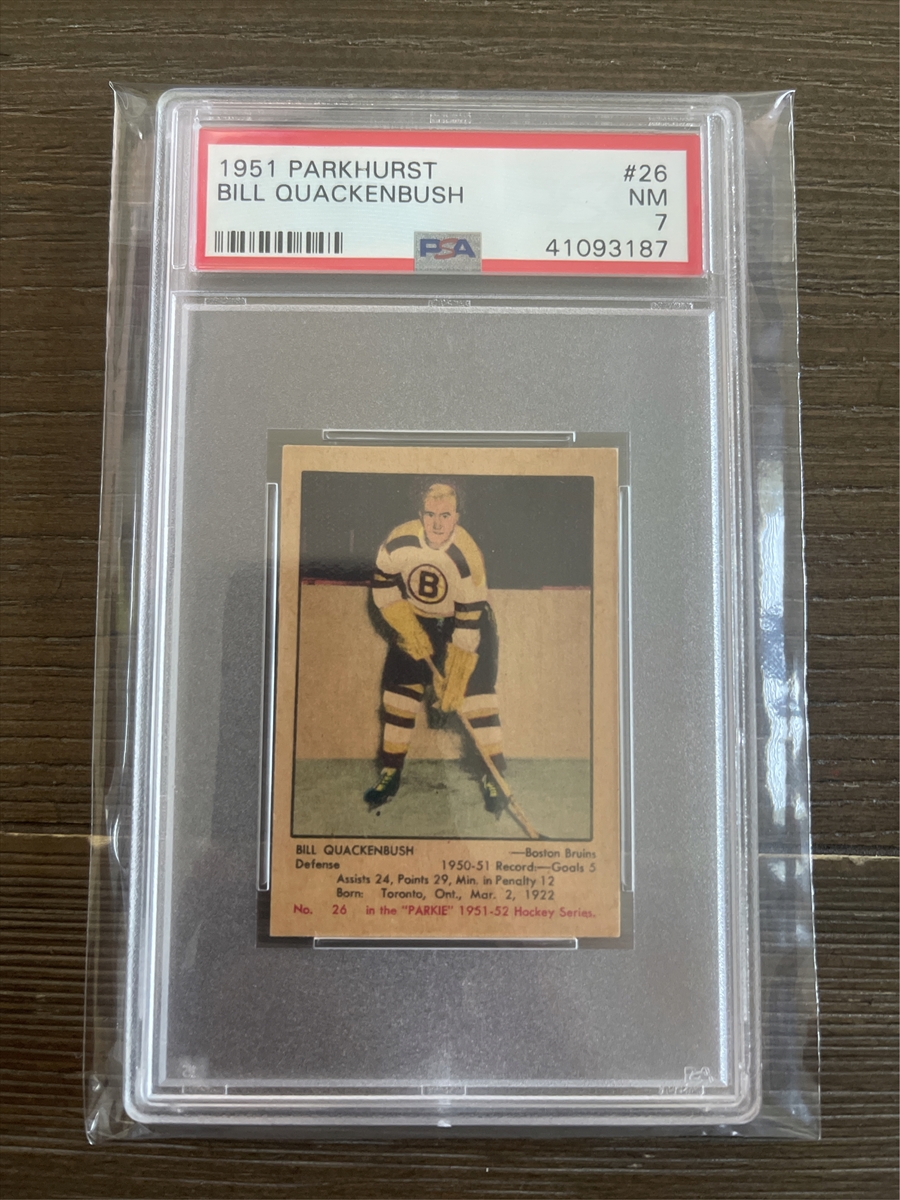 1951 PARKHURST #26
BILL QUACKENBUSH NM
7
PSA 41093187
B
BILL QUACKENBUSH —Boston Bruins
Defense 1950-51 Record:—Goals 5
Assists 24, Points 29, Min. in Penalty 12
Born: Toronto, Ont., Mar. 2, 1922
No. 26 in the "PARKIE" 1951-52 Hockey Series.